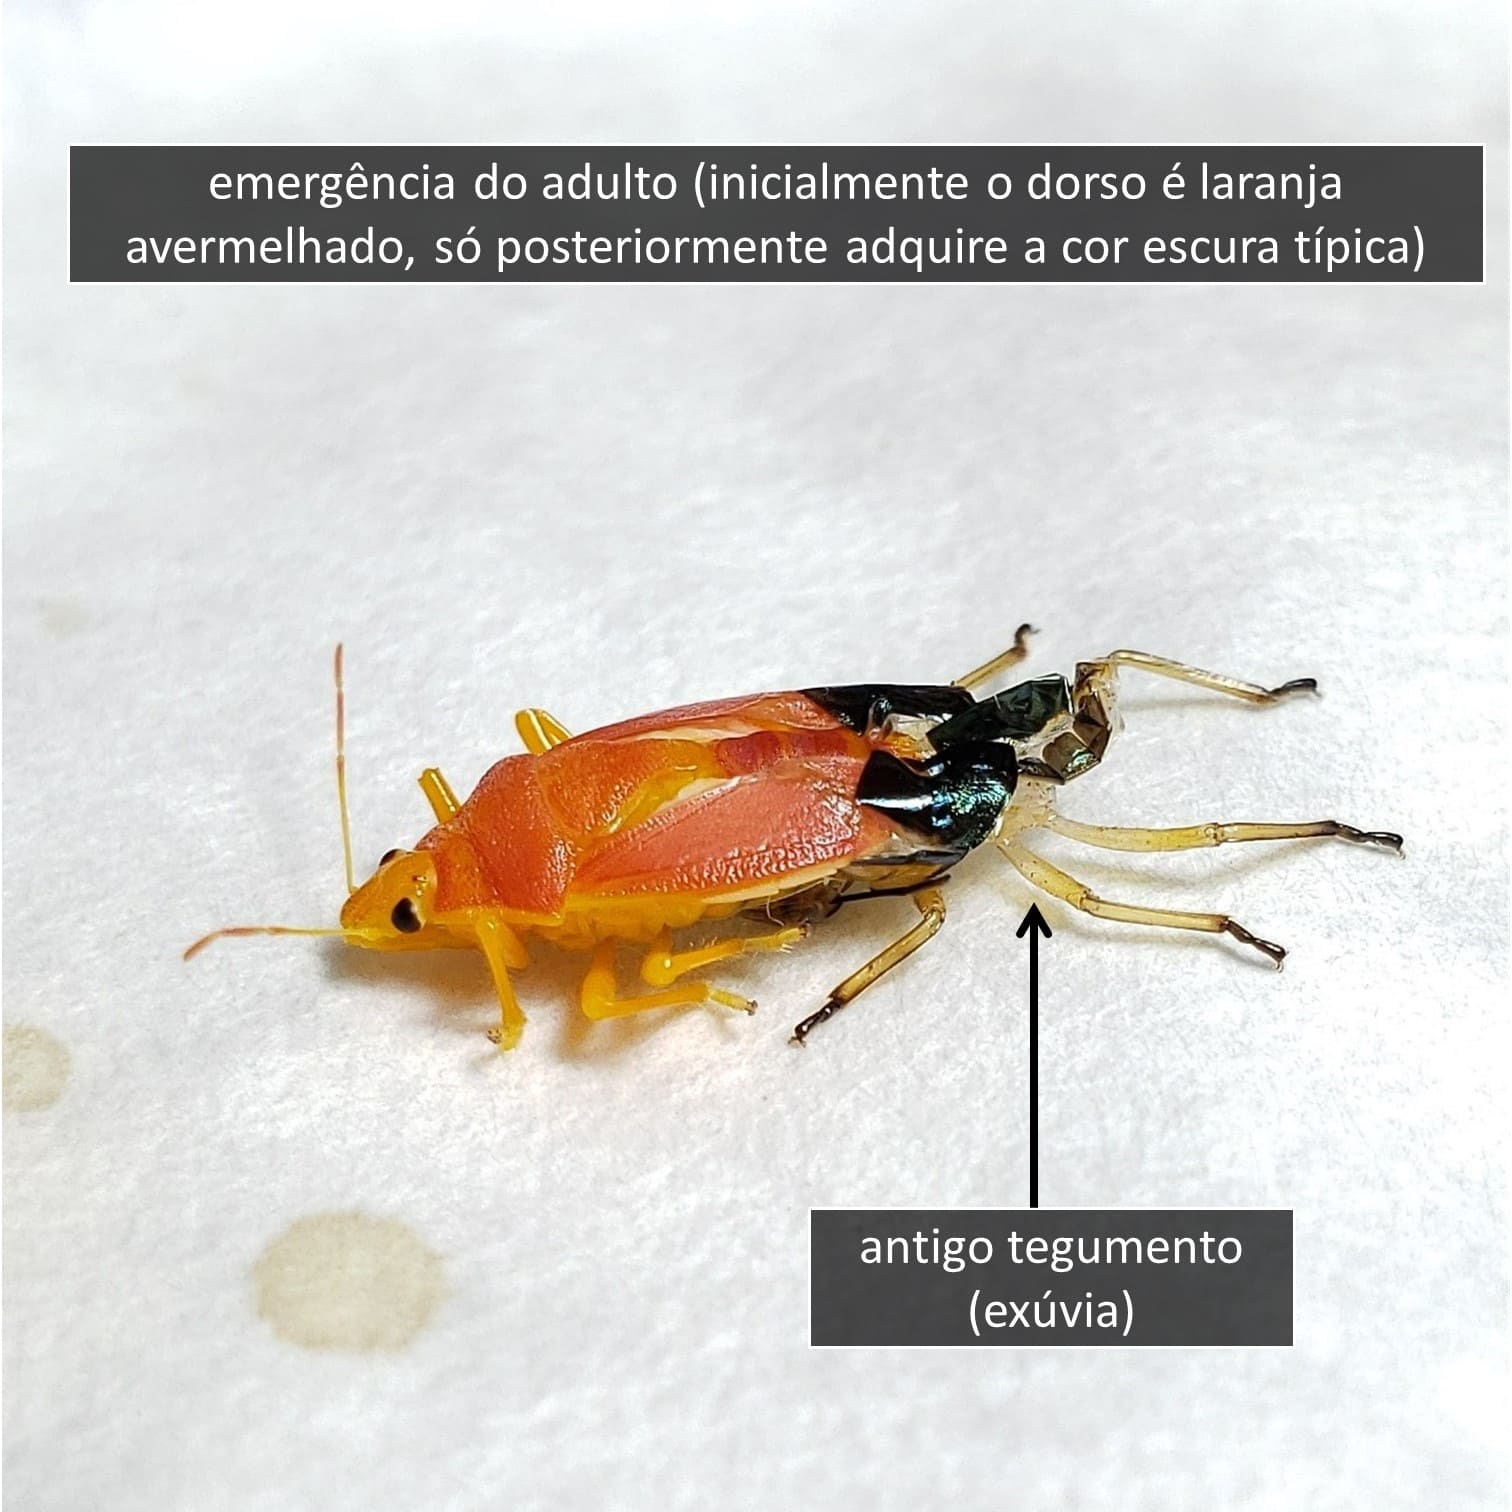 emergência do adulto (inicialmente o dorso é laranja
avermelhado, só posteriormente adquire a cor escura típica)
antigo tegumento
(exúvia)